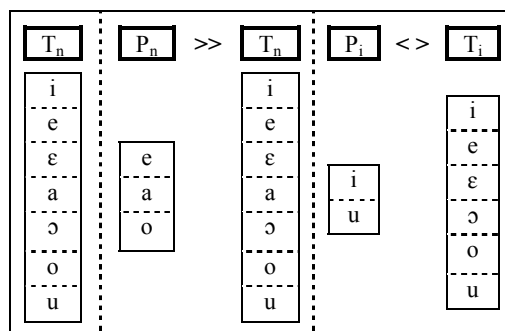 Tn Pn >> Tn Pi < > Ti
i i
e e i
ɛ e ɛ e
a a a i ɛ
ɔ o ɔ u ɔ
o o o
u u u